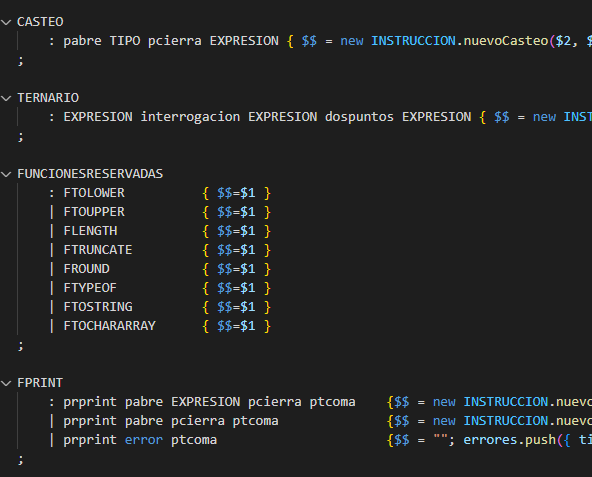 CASTEO
: pabre TIPO pcierra EXPRESION { $$ = new INSTRUCCION.nuevoCasteo($2, $
;
TERNARIO
: EXPRESION interrogacion EXPRESION dospuntos EXPRESION { $$ = new INST
;
FUNCIONESRESERVADAS
: FTOLOWER { $$=$1 }
| FTOUPPER { $$=$1 }
| FLENGTH { $$=$1 }
| FTRUNCATE { $$=$1 }
| FROUND { $$=$1 }
| FTYPEOF { $$=$1 }
| FTOSTRING { $$=$1 }
| FTOCHARARRAY { $$=$1 }
;
FPRINT
: prprint pabre EXPRESION pcierra ptcoma {$$ = new INSTRUCCION.nuevo
| prprint pabre pcierra ptcoma {$$ = new INSTRUCCION.nuevo
| prprint error ptcoma {$$ = ""; errores.push({ ti
;